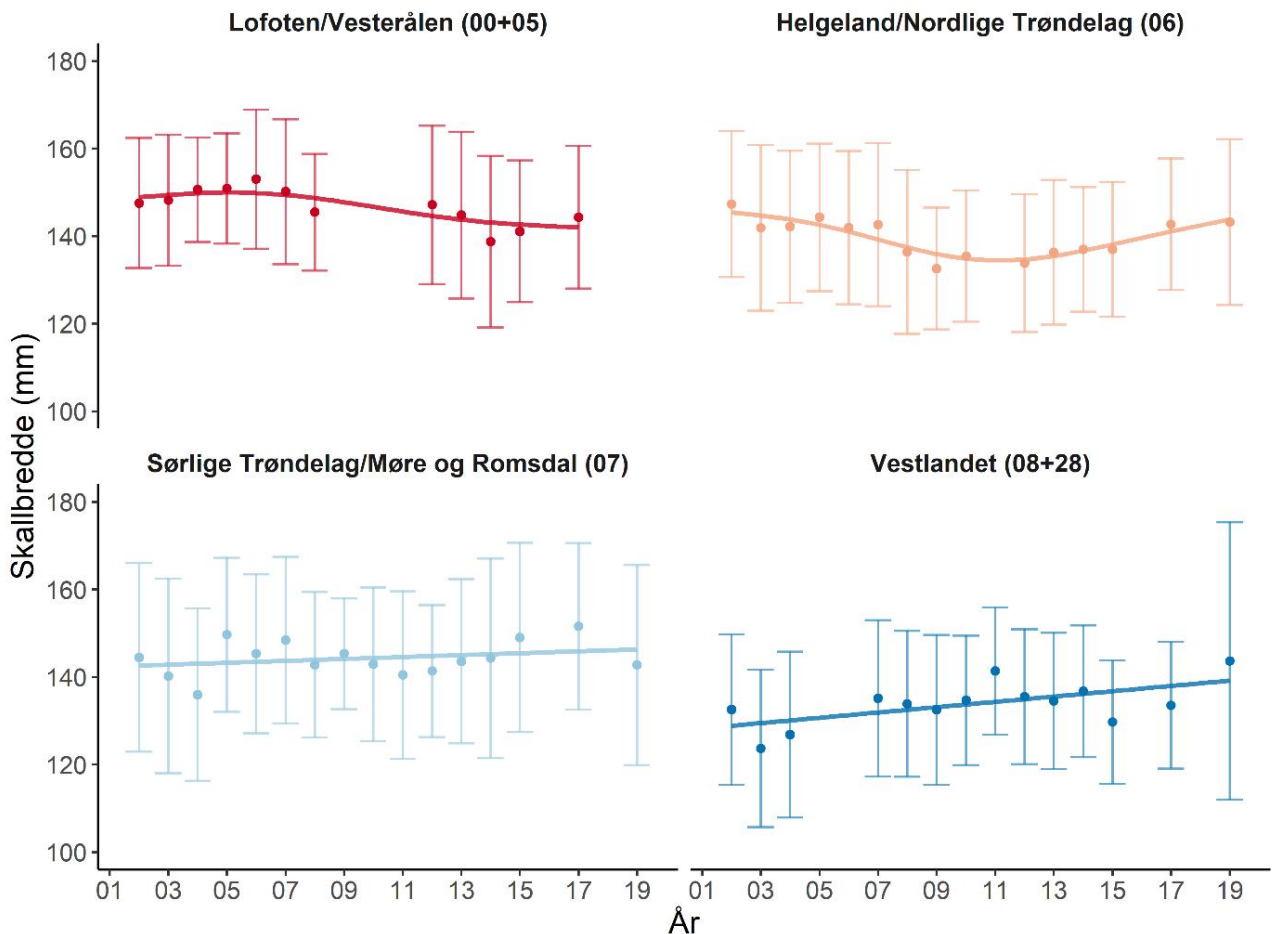 Lofoten/Vesterålen (00+05)
Helgeland/Nordlige Trøndelag (06)
180
160
140
120
100
Skallbredde (mm)
Sørlige Trøndelag/Møre og Romsdal (07)
Vestlandet (08+28)
180
160
140
120
100
01 03 05 07 09 11 13 15 17 19
01 03 05 07 09 11 13 15 17 19
År